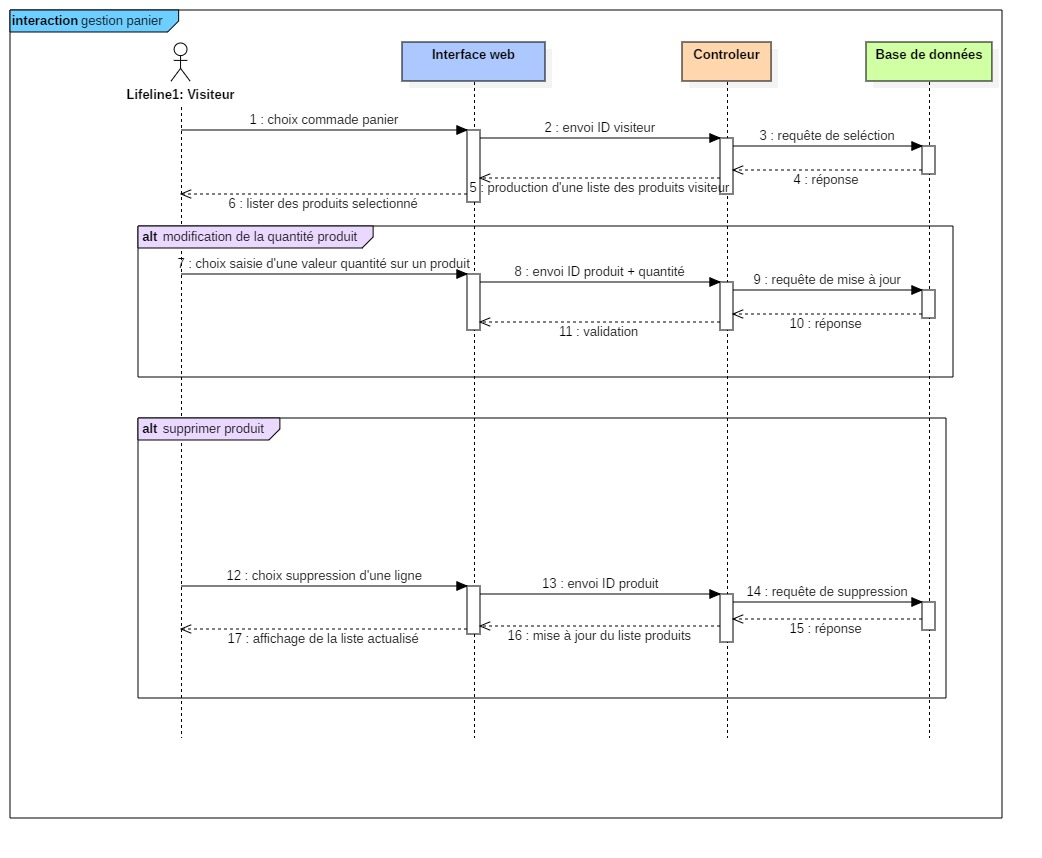 interaction gestion panier
Interface web
Controleur
Base de données
Lifeline1: Visiteur
1 : choix commade panier
2 : envoi ID visiteur
3 : requête de seléction
4 : réponse
5 : production d'une liste des produits visiteur
6 : lister des produits selectionné
alt modification de la quantité produit
7 : choix saisie d'une valeur quantité sur un produit
8 : envoi ID produit + quantité
9 : requête de mise à jour
10 : réponse
11 : validation
alt supprimer produit
12 : choix suppression d'une ligne
13 : envoi ID produit
14 : requête de suppression
15 : réponse
16 : mise à jour du liste produits
17 : affichage de la liste actualisé